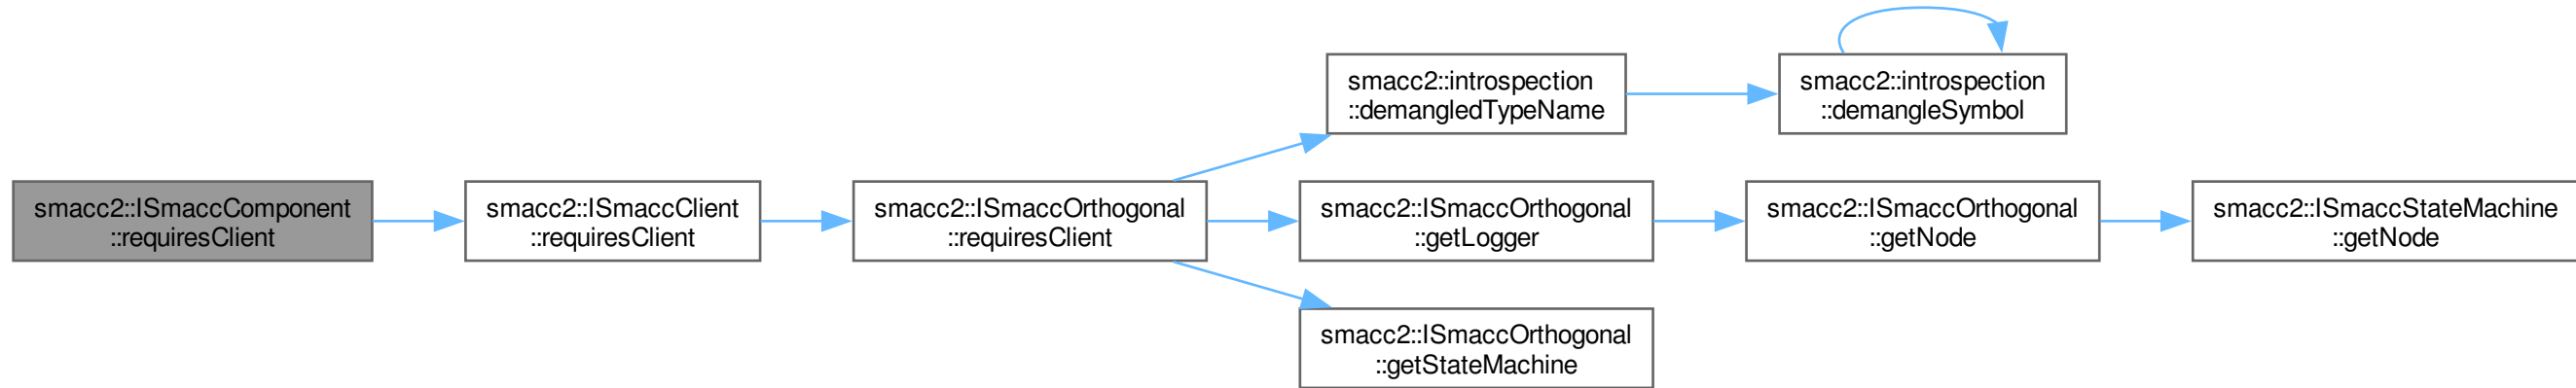 smacc2::introspection
::demangledTypeName
smacc2::introspection
::demangleSymbol
smacc2::ISmaccComponent
::requiresClient
smacc2::ISmaccClient
::requiresClient
smacc2::ISmaccOrthogonal
::requiresClient
smacc2::ISmaccOrthogonal
::getLogger
smacc2::ISmaccOrthogonal
::getNode
smacc2::ISmaccStateMachine
::getNode
smacc2::ISmaccOrthogonal
::getStateMachine